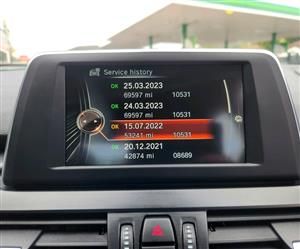 Service history
OK 25.03.2023
69597 mi 10531
OK 24.03.2023
69597 mi 10531
OK 15.07.2022
53241 mi 10531
OK 20.12.2021
42874 mi 08689